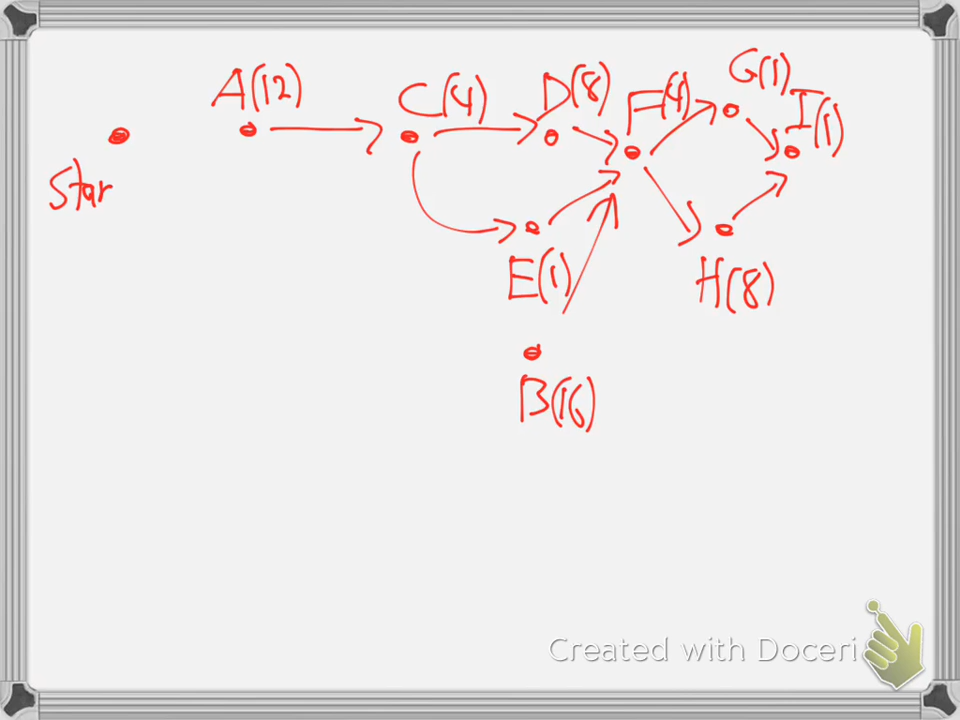 A(12)
C(4)
D(8)
F(4)
G(1)
I(1)
Star
E(1)
H(8)
B(16)
Created with Doceri